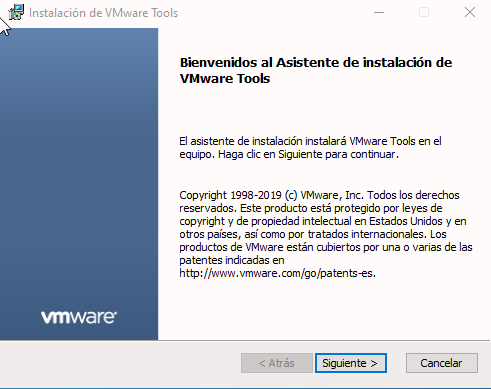 Instalación de VMware Tools
Bienvenidos al Asistente de instalación de
VMware Tools
El asistente de instalación instalará VMware Tools en el
equipo. Haga clic en Siguiente para continuar.
Copyright 1998-2019 (c) VMware, Inc. Todos los derechos
reservados. Este producto está protegido por leyes de
copyright y de propiedad intelectual en Estados Unidos y en
otros países, así como por tratados internacionales. Los
productos de VMware están cubiertos por una o varias de las
patentes indicadas en
http://www.vmware.com/go/patents-es.
vmware®
< Atrás Siguiente > Cancelar